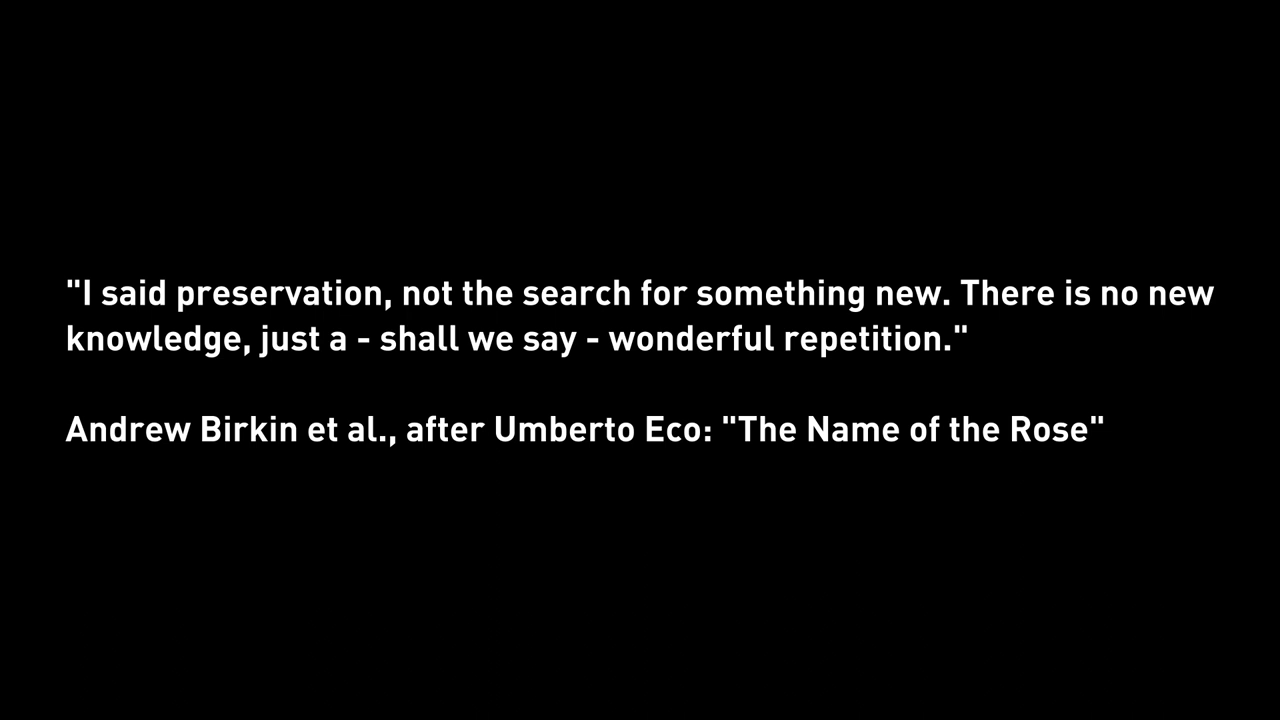 "I said preservation, not the search for something new. There is no new
knowledge, just a - shall we say - wonderful repetition."
Andrew Birkin et al., after Umberto Eco: "The Name of the Rose"